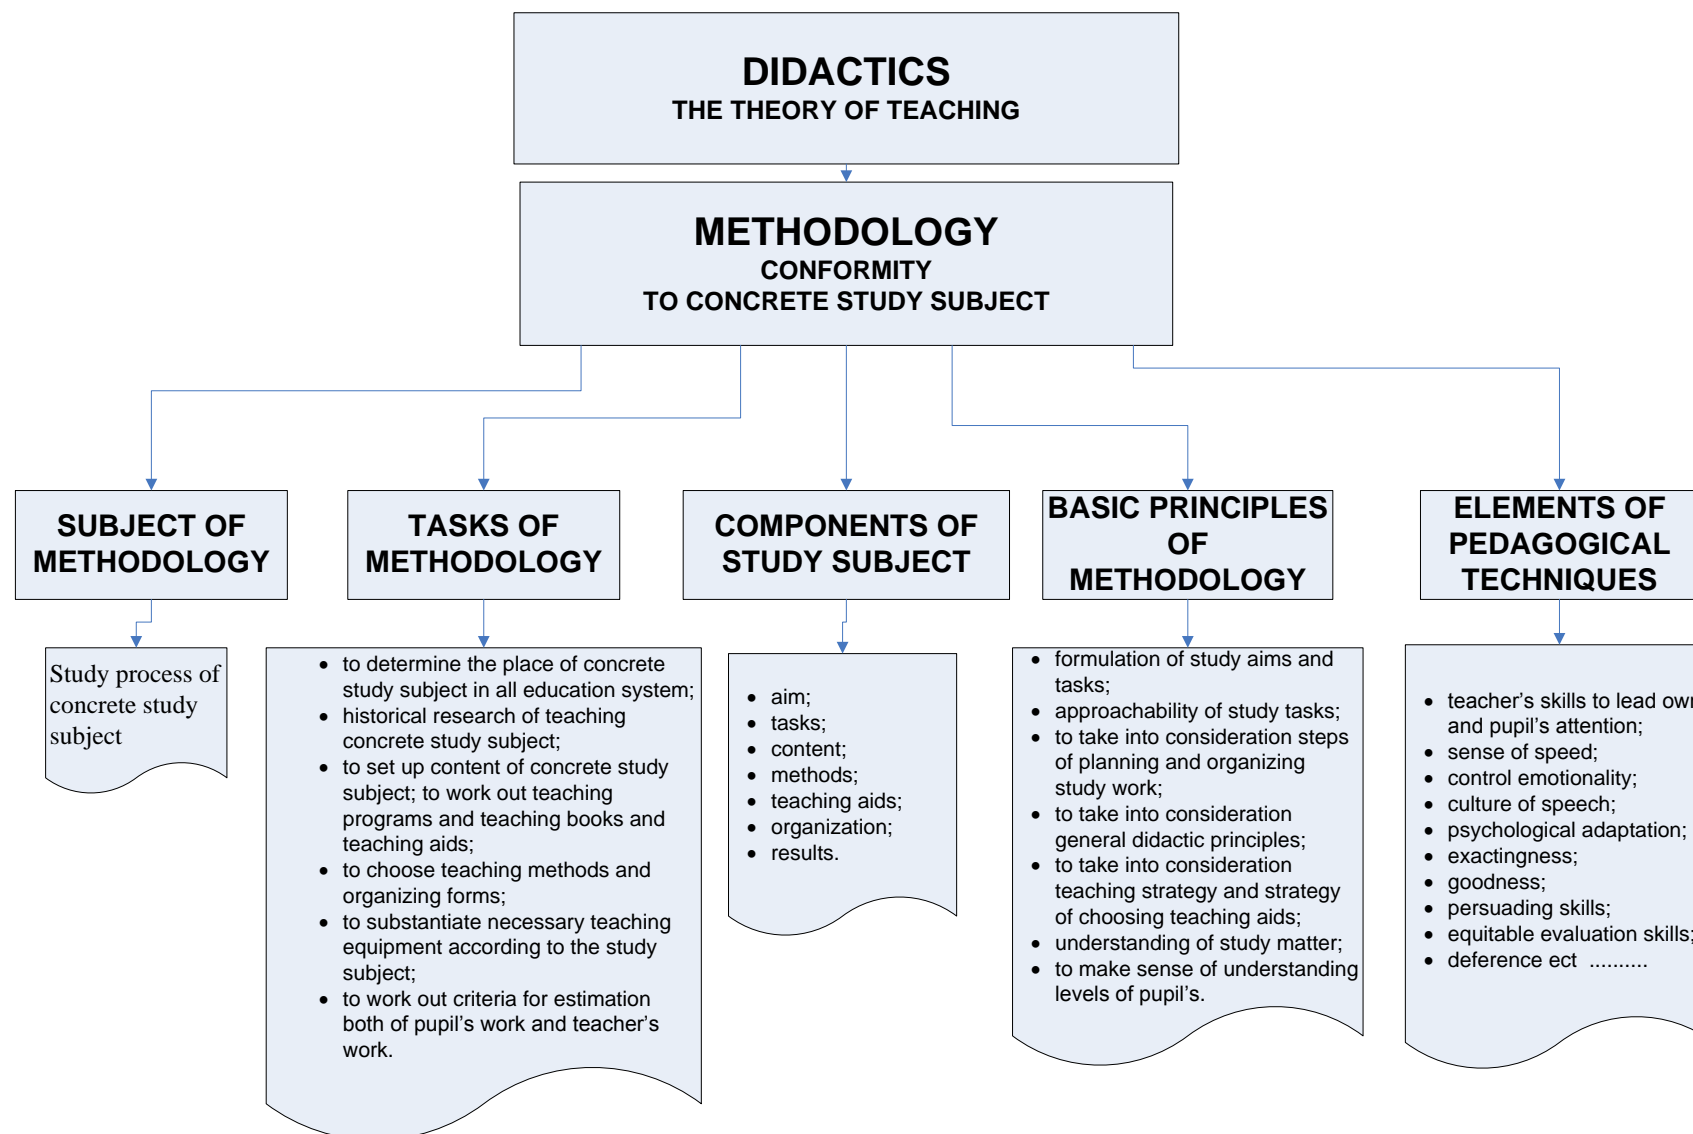 DIDACTICS
THE THEORY OF TEACHING
METHODOLOGY
CONFORMITY
TO CONCRETE STUDY SUBJECT
SUBJECT OF
METHODOLOGY
TASKS OF
METHODOLOGY
COMPONENTS OF
STUDY SUBJECT
BASIC PRINCIPLES
OF
METHODOLOGY
ELEMENTS OF
PEDAGOGICAL
TECHNIQUES
Study process of
concrete study
subject
• to determine the place of concrete
study subject in all education system;
• historical research of teaching
concrete study subject;
• to set up content of concrete study
subject; to work out teaching
programs and teaching books and
teaching aids;
• to choose teaching methods and
organizing forms;
• to substantiate necessary teaching
equipment according to the study
subject;
• to work out criteria for estimation
both of pupil’s work and teacher’s
work.
• aim;
• tasks;
• content;
• methods;
• teaching aids;
• organization;
• results.
• formulation of study aims and
tasks;
• approachability of study tasks;
• to take into consideration steps
of planning and organizing
study work;
• to take into consideration
general didactic principles;
• to take into consideration
teaching strategy and strategy
of choosing teaching aids;
• understanding of study matter;
• to make sense of understanding
levels of pupil’s.
• teacher’s skills to lead own
and pupil’s attention;
• sense of speed;
• control emotionality;
• culture of speech;
• psychological adaptation;
• exactingness;
• goodness;
• persuading skills;
• equitable evaluation skills;
• deference ect ..........